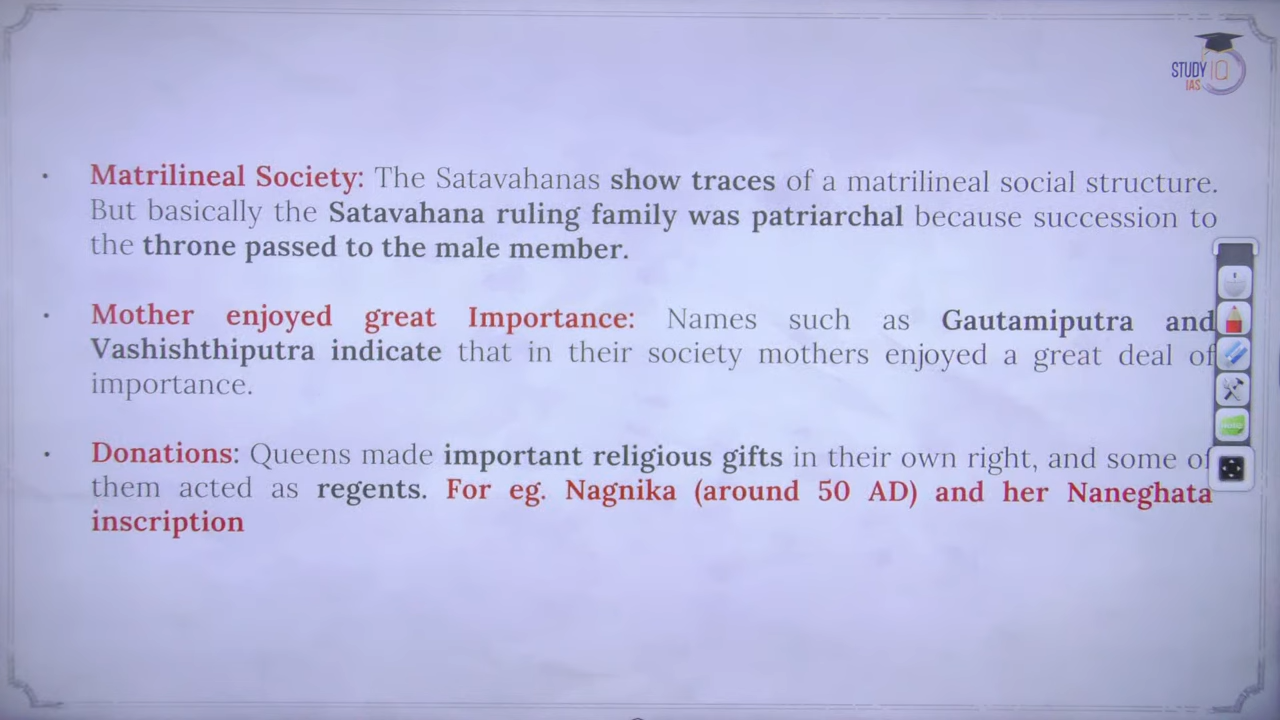 STUDY IQ
IAS
• Matrilineal Society: The Satavahanas show traces of a matrilineal social structure.
But basically the Satavahana ruling family was patriarchal because succession to
the throne passed to the male member.
• Mother enjoyed great Importance: Names such as Gautamiputra and
Vashishthiputra indicate that in their society mothers enjoyed a great deal of
importance.
• Donations: Queens made important religious gifts in their own right, and some of
them acted as regents. For eg. Nagnika (around 50 AD) and her Naneghata
inscription